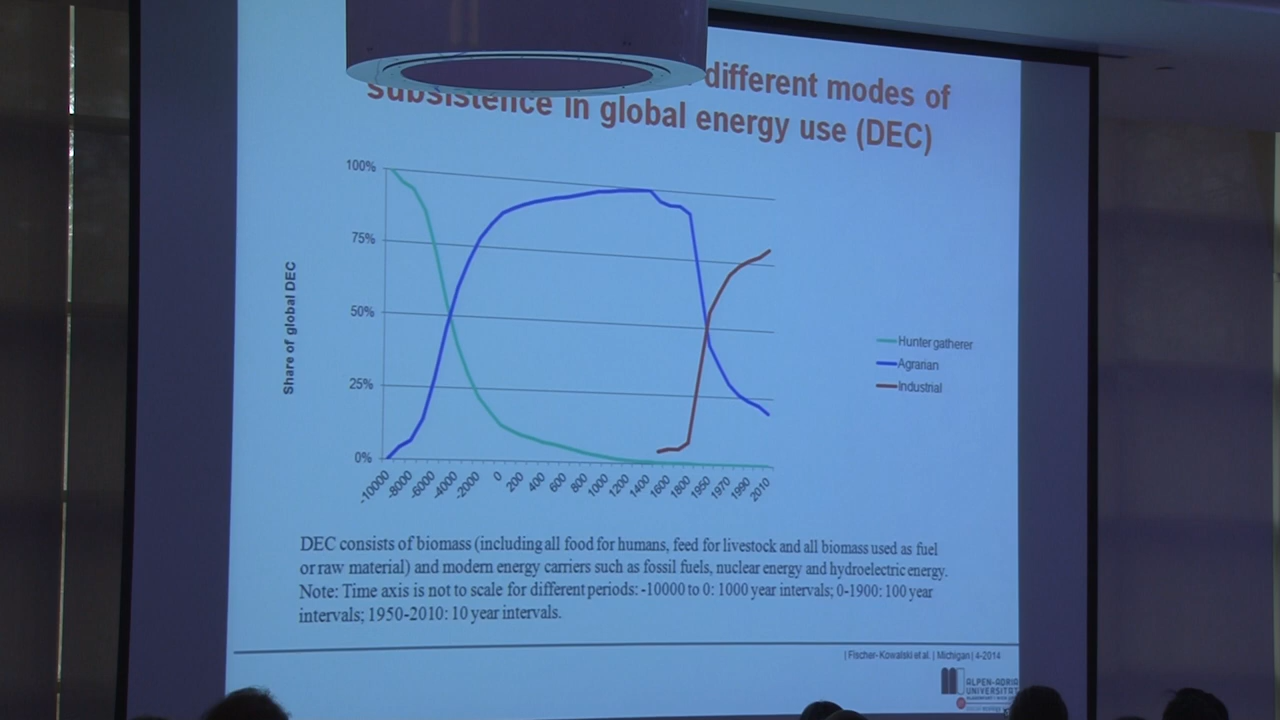 different modes of
subsistence in global energy use (DEC)
100%
75%
50%
25%
0%
Share of global DEC
-10000
-8000
-6000
-4000
-2000
0
200
400
600
800
1000
1200
1400
1600
1800
1950
1970
1990
2010
Hunter gatherer
Agrarian
Industrial
DEC consists of biomass (including all food for humans, feed for livestock and all biomass used as fuel
or raw material) and modern energy carriers such as fossil fuels, nuclear energy and hydroelectric energy.
Note: Time axis is not to scale for different periods: -10000 to 0: 1000 year intervals; 0-1900: 100 year
intervals; 1950-2010: 10 year intervals.
| Fischer-Kowalski et al. | Michigan | 4-2014
ALPEN-ADRIA
UNIVERSITÄT